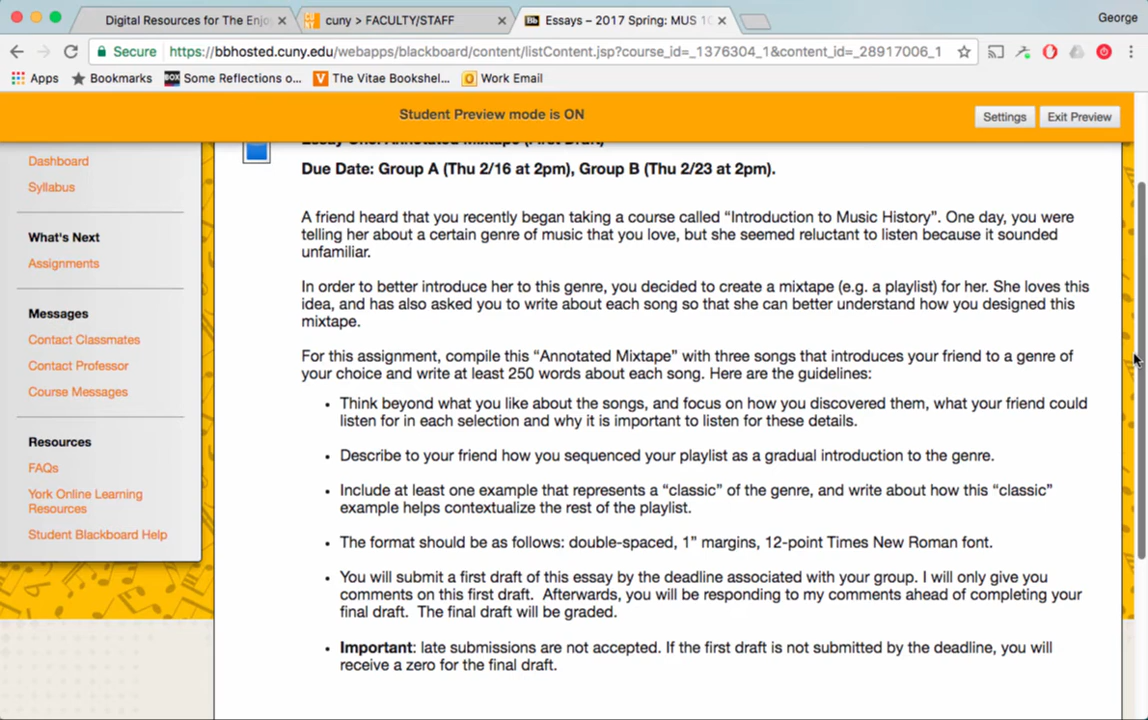 Digital Resources for The Enjo
cuny > FACULTY/STAFF
Bb Essays – 2017 Spring: MUS 1
George
Secure https://bbhosted.cuny.edu/webapps/blackboard/content/listContent.jsp?course_id=_1376304_1&content_id=_28917006_1
Apps Bookmarks BOX Some Reflections o... The Vitae Bookshel... Work Email
Student Preview mode is ON
Settings Exit Preview
Dashboard
Syllabus
What's Next
Assignments
Messages
Contact Classmates
Contact Professor
Course Messages
Resources
FAQs
York Online Learning
Resources
Student Blackboard Help
Essay One: Annotated Mixtape (First Draft)
Due Date: Group A (Thu 2/16 at 2pm), Group B (Thu 2/23 at 2pm).
A friend heard that you recently began taking a course called “Introduction to Music History”. One day, you were
telling her about a certain genre of music that you love, but she seemed reluctant to listen because it sounded
unfamiliar.
In order to better introduce her to this genre, you decided to create a mixtape (e.g. a playlist) for her. She loves this
idea, and has also asked you to write about each song so that she can better understand how you designed this
mixtape.
For this assignment, compile this “Annotated Mixtape” with three songs that introduces your friend to a genre of
your choice and write at least 250 words about each song. Here are the guidelines:
• Think beyond what you like about the songs, and focus on how you discovered them, what your friend could
listen for in each selection and why it is important to listen for these details.
• Describe to your friend how you sequenced your playlist as a gradual introduction to the genre.
• Include at least one example that represents a “classic” of the genre, and write about how this “classic”
example helps contextualize the rest of the playlist.
• The format should be as follows: double-spaced, 1” margins, 12-point Times New Roman font.
• You will submit a first draft of this essay by the deadline associated with your group. I will only give you
comments on this first draft. Afterwards, you will be responding to my comments ahead of completing your
final draft. The final draft will be graded.
• Important: late submissions are not accepted. If the first draft is not submitted by the deadline, you will
receive a zero for the final draft.